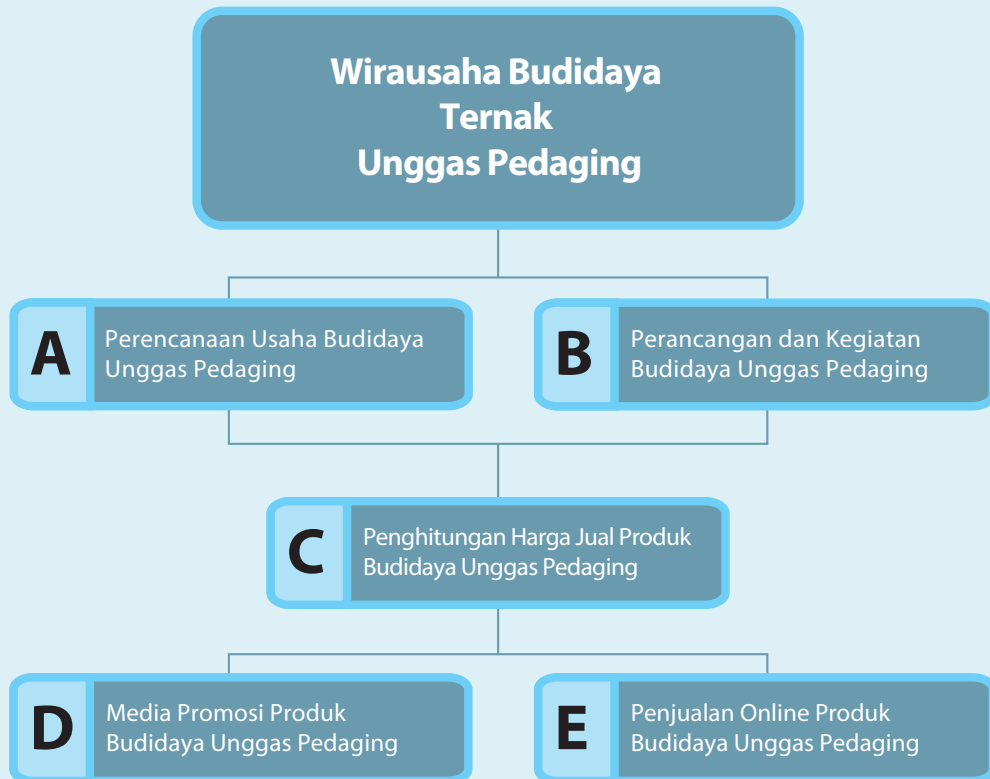 Wirausaha Budidaya
Ternak
Unggas Pedaging
A
Perencanaan Usaha Budidaya
Unggas Pedaging
B
Perancangan dan Kegiatan
Budidaya Unggas Pedaging
C
Penghitungan Harga Jual Produk
Budidaya Unggas Pedaging
D
Media Promosi Produk
Budidaya Unggas Pedaging
E
Penjualan Online Produk
Budidaya Unggas Pedaging